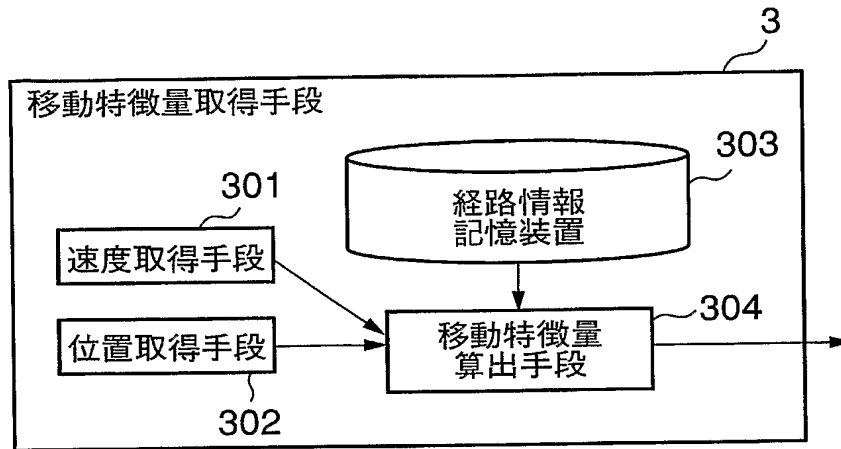 3
移動特徴量取得手段
303
経路情報
記憶装置
301
速度取得手段
304
移動特徴量
算出手段
位置取得手段
302